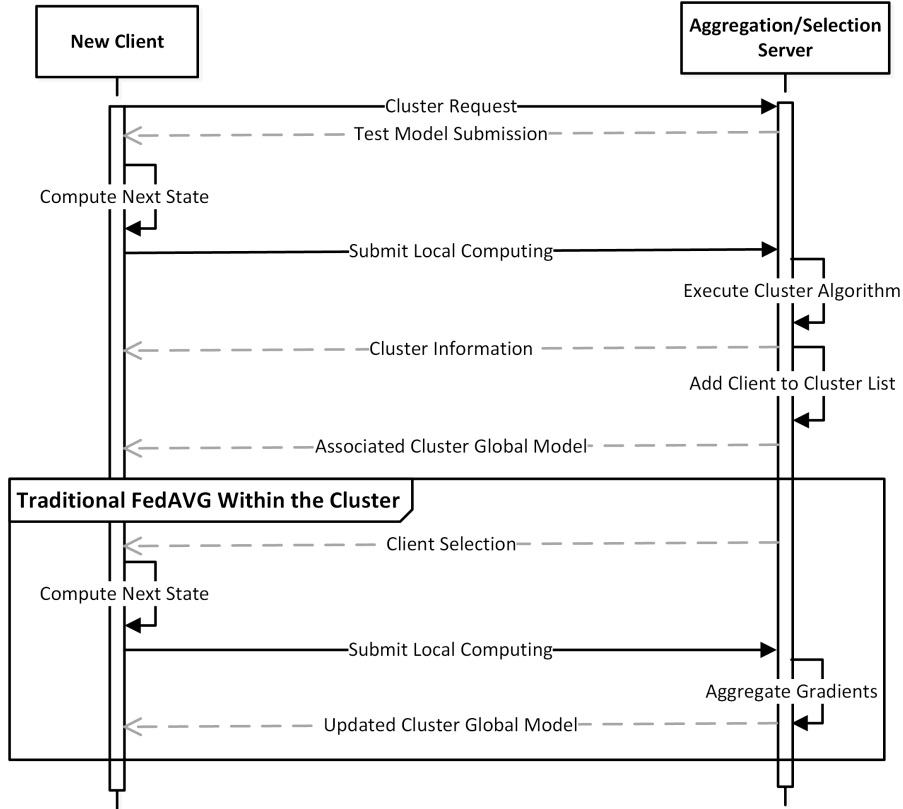 New Client
Aggregation/Selection
Server
Cluster Request
Test Model Submission
Compute Next State
Submit Local Computing
Execute Cluster Algorithm
Cluster Information
Add Client to Cluster List
Associated Cluster Global Model
Traditional FedAVG Within the Cluster
Client Selection
Compute Next State
Submit Local Computing
Aggregate Gradients
Updated Cluster Global Model